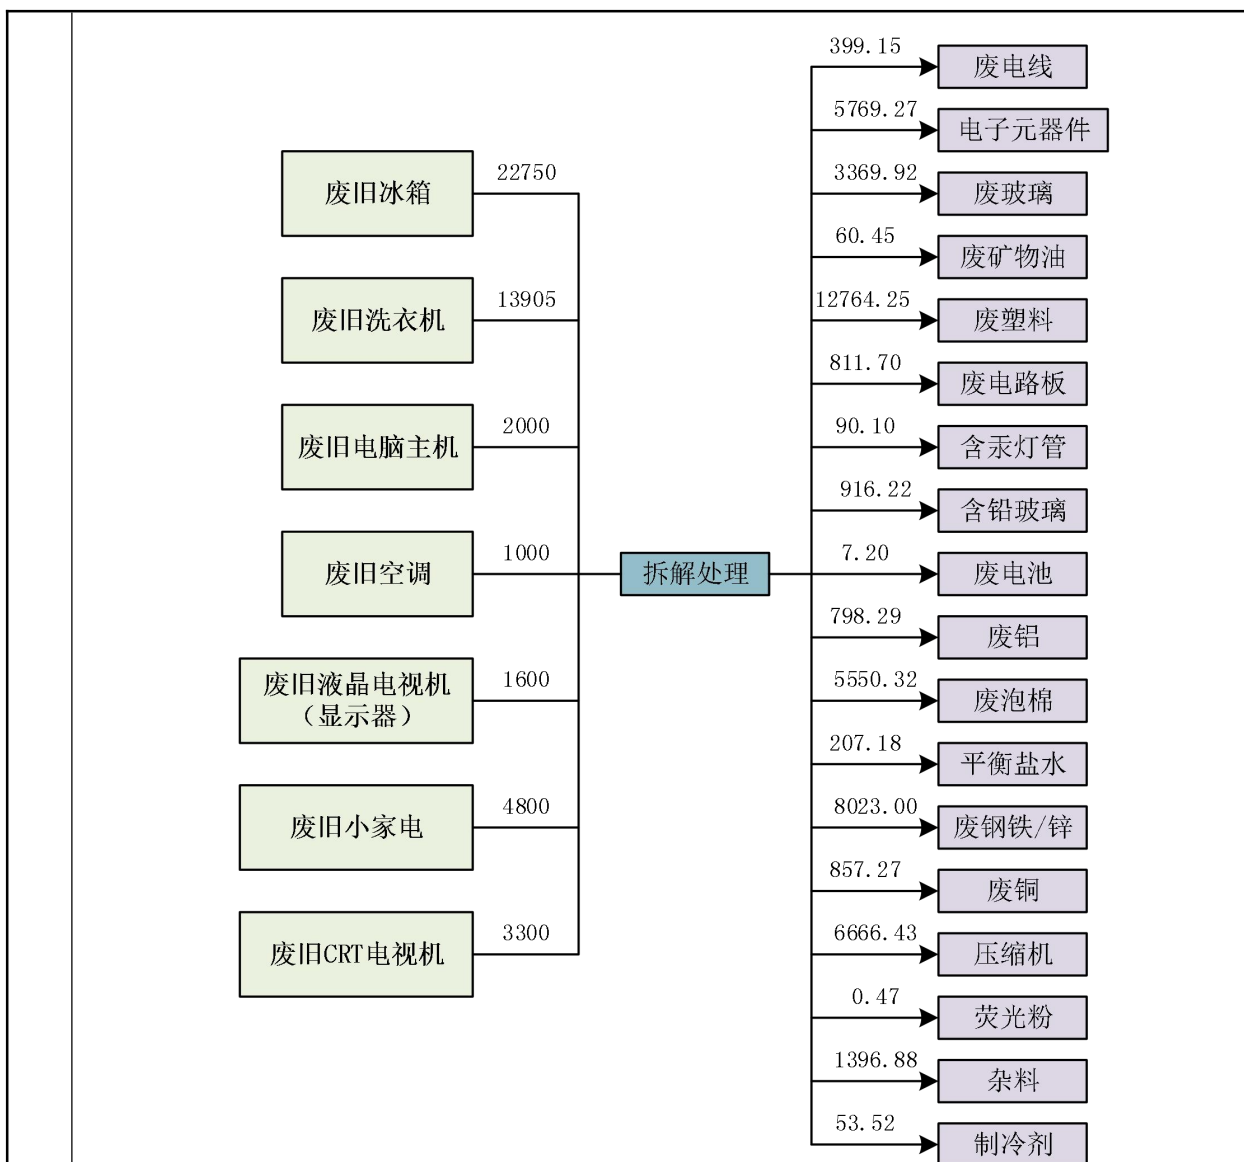 废旧冰箱
22750
废旧洗衣机
13905
废旧电脑主机
2000
废旧空调
1000
废旧液晶电视机
（显示器）
1600
废旧小家电
4800
废旧CRT电视机
3300
拆解处理
399.15
废电线
5769.27
电子元器件
3369.92
废玻璃
60.45
废矿物油
12764.25
废塑料
811.70
废电路板
90.10
含汞灯管
916.22
含铅玻璃
7.20
废电池
798.29
废铝
5550.32
废泡棉
207.18
平衡盐水
8023.00
废钢铁/锌
857.27
废铜
6666.43
压缩机
0.47
荧光粉
1396.88
杂料
53.52
制冷剂